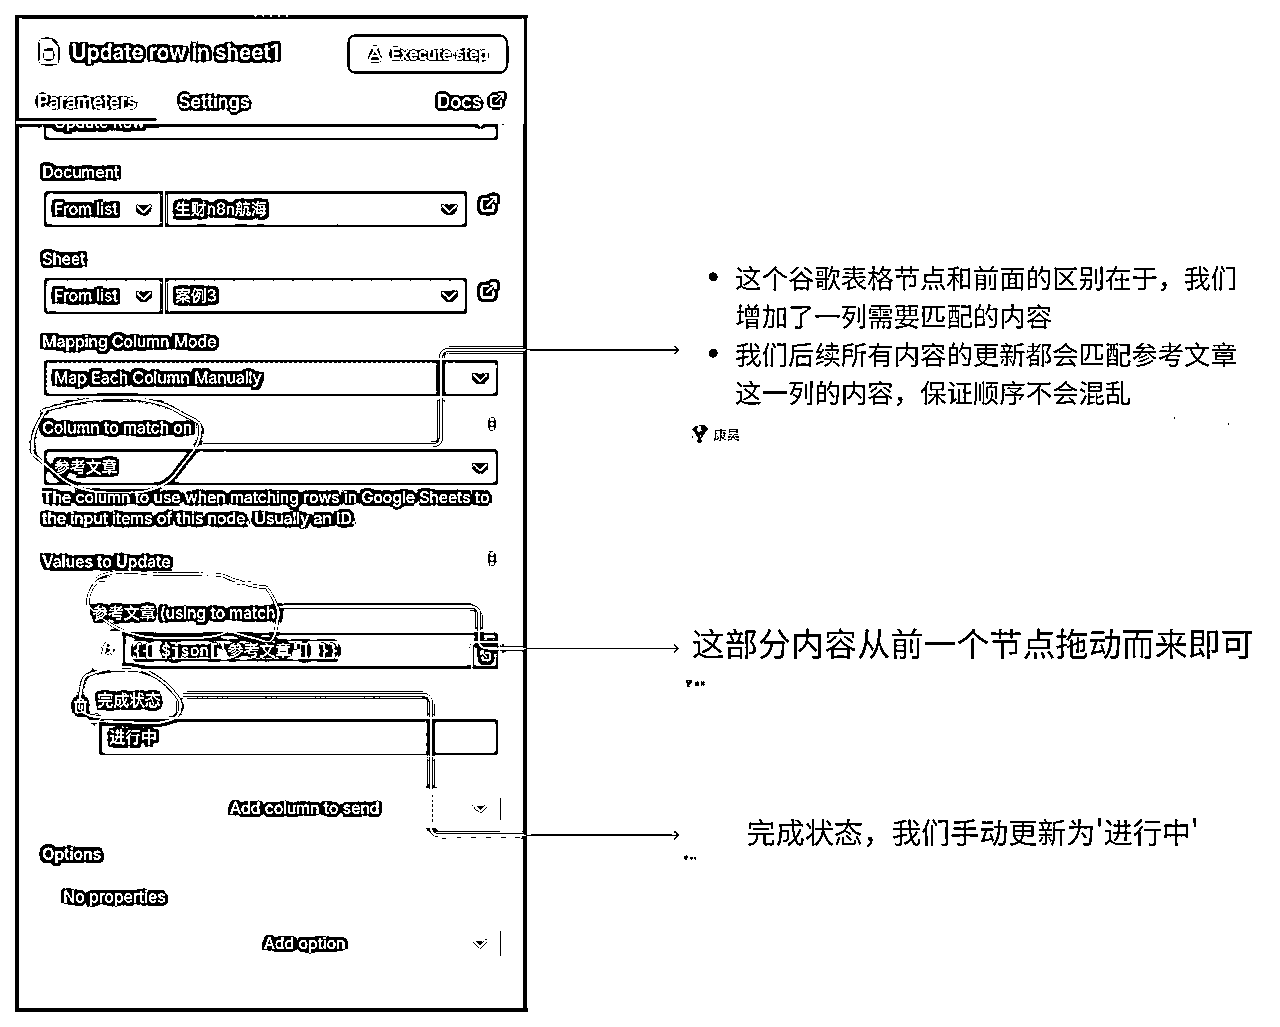 Update row in sheet1
Execute step
Parameters
Settings
Docs
Update Row
Document
From list
生财n8n航海
Sheet
From list
案例3
Mapping Column Mode
Map Each Column Manually
Column to match on
参考文章
The column to use when matching rows in Google Sheets to
the input items of this node. Usually an ID.
Values to Update
参考文章 (using to match)
{{ $json['参考文章'] }}
完成状态
进行中
Add column to send
Options
No properties
Add option
• 这个谷歌表格节点和前面的区别在于，我们
增加了一列需要匹配的内容
• 我们后续所有内容的更新都会匹配参考文章
这一列的内容，保证顺序不会混乱
康昊
这部分内容从前一个节点拖动而来即可
完成状态，我们手动更新为'进行中'